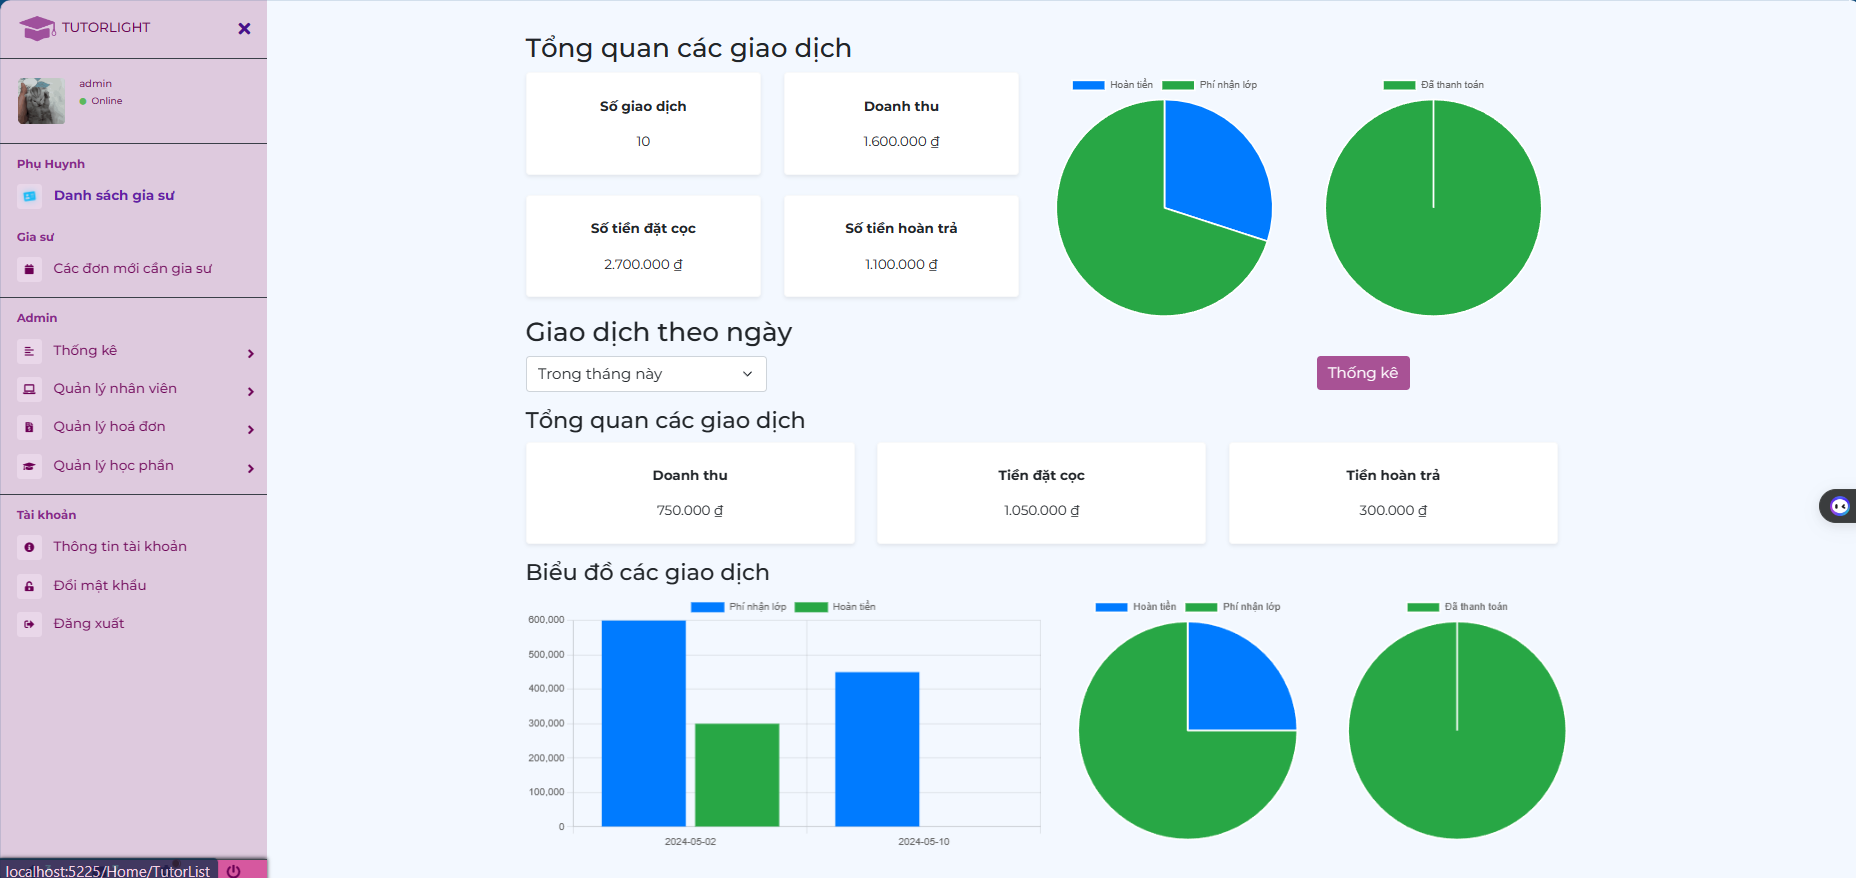 TUTORLIGHT
admin
Online
Phụ Huynh
Danh sách gia sư
Gia sư
Các đơn mới cần gia sư
Admin
Thống kê
Quản lý nhân viên
Quản lý hoá đơn
Quản lý học phần
Tài khoản
Thông tin tài khoản
Đổi mật khẩu
Đăng xuất
localhost:5225/Home/TutorList
Tổng quan các giao dịch
Số giao dịch
10
Doanh thu
1.600.000 ₫
Số tiền đặt cọc
2.700.000 ₫
Số tiền hoàn trả
1.100.000 ₫
Hoàn tiền Phí nhận lớp
Đã thanh toán
Giao dịch theo ngày
Trong tháng này
Thống kê
Tổng quan các giao dịch
Doanh thu
750.000 ₫
Tiền đặt cọc
1.050.000 ₫
Tiền hoàn trả
300.000 ₫
Biểu đồ các giao dịch
Phí nhận lớp Hoàn tiền
600,000
500,000
400,000
300,000
200,000
100,000
0
2024-05-02 2024-05-10
Hoàn tiền Phí nhận lớp
Đã thanh toán